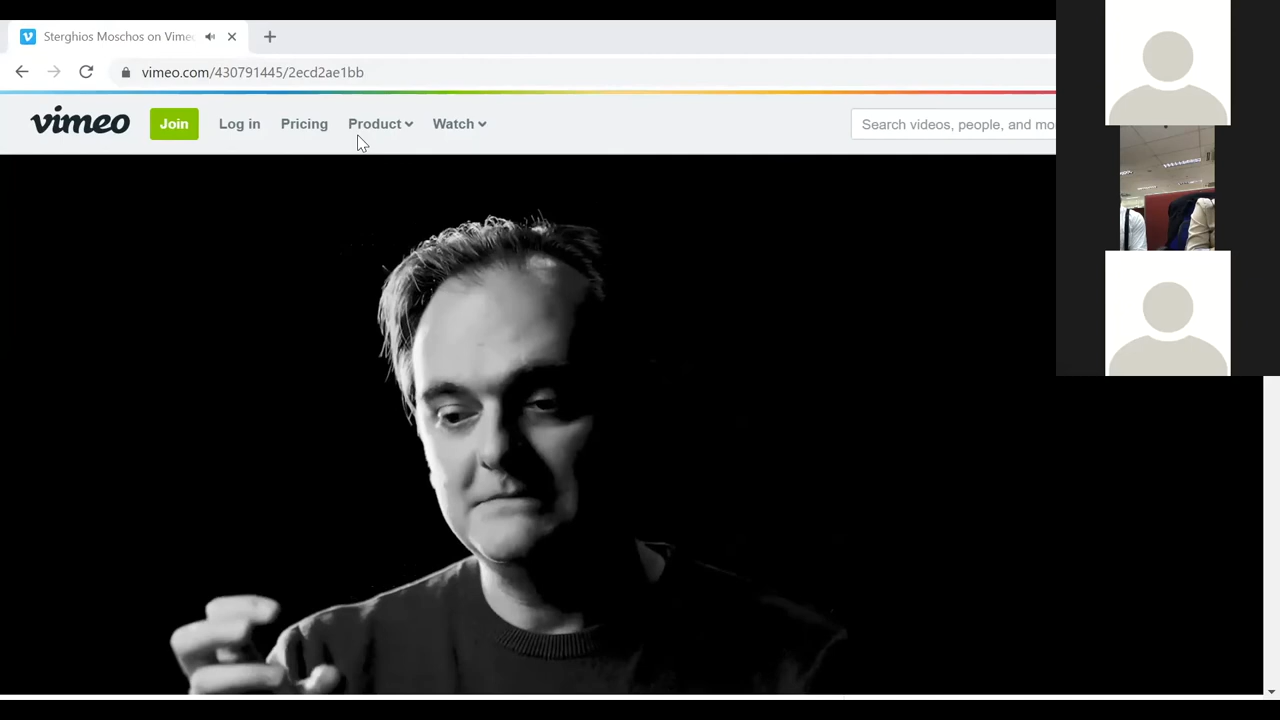 Sterghios Moschos on Vime
vimeo.com/430791445/2ecd2ae1bb
vimeo Join Log in Pricing Product Watch Search videos, people, and mo